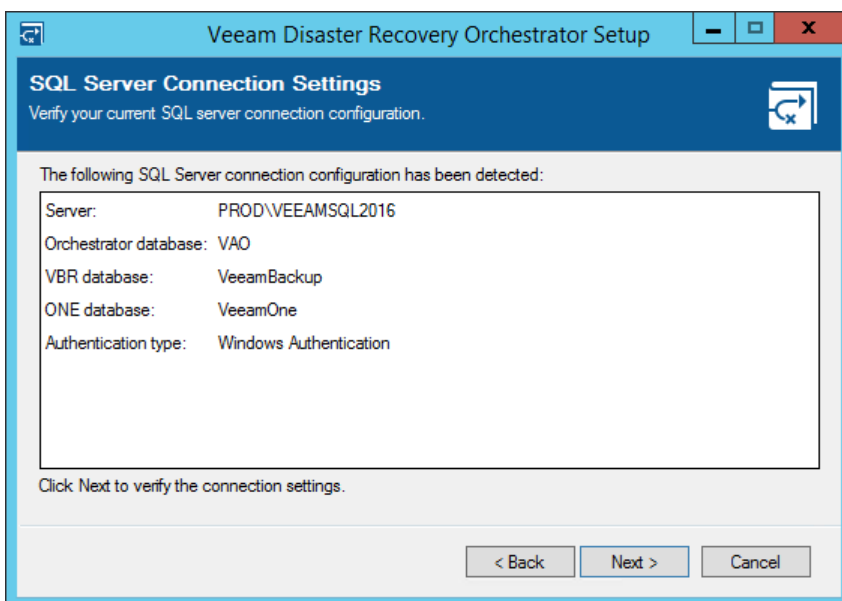 Veeam Disaster Recovery Orchestrator Setup
SQL Server Connection Settings
Verify your current SQL server connection configuration.
The following SQL Server connection configuration has been detected:
Server: PROD\VEEAMSQL2016
Orchestrator database: VAO
VBR database: VeeamBackup
ONE database: VeeamOne
Authentication type: Windows Authentication
Click Next to verify the connection settings.
< Back Next > Cancel